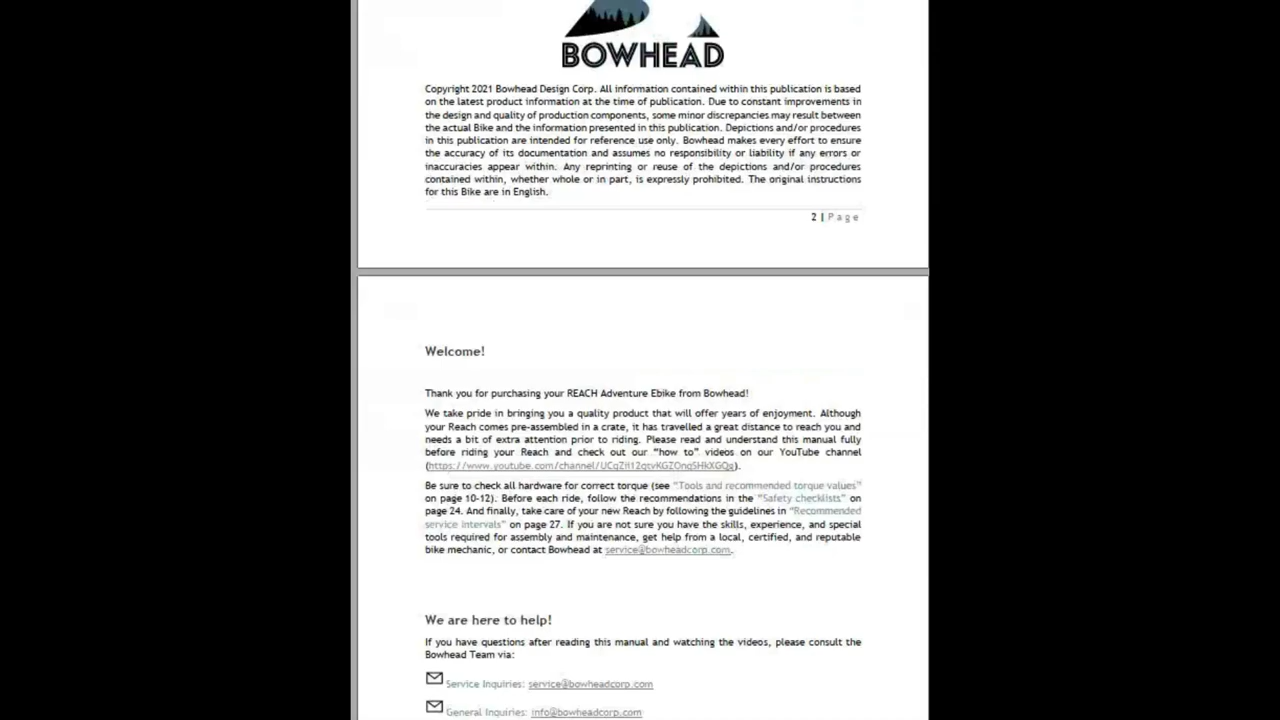 BOWHEAD
Copyright 2021 Bowhead Design Corp. All information contained within this publication is based
on the latest product information at the time of publication. Due to constant improvements in
the design and quality of production components, some minor discrepancies may result between
the actual Bike and the information presented in this publication. Depictions and/or procedures
in this publication are intended for reference use only. Bowhead makes every effort to ensure
the accuracy of its documentation and assumes no responsibility or liability if any errors or
inaccuracies appear within. Any reprinting or reuse of the depictions and/or procedures
contained within, whether whole or in part, is expressly prohibited. The original instructions
for this Bike are in English.
2 | Page
Welcome!
Thank you for purchasing your REACH Adventure Ebike from Bowhead!
We take pride in bringing you a quality product that will offer years of enjoyment. Although
your Reach comes pre-assembled in a crate, it has travelled a great distance to reach you and
needs a bit of extra attention prior to riding. Please read and understand this manual fully
before riding your Reach and check out our “how to” videos on our YouTube channel
Be sure to check all hardware for correct torque (see “Tools and recommended torque values”
on page 10-12). Before each ride, follow the recommendations in the “Safety checklists” on
page 24. And finally, take care of your new Reach by following the guidelines in “Recommended
service intervals” on page 27. If you are not sure you have the skills, experience, and special
tools required for assembly and maintenance, get help from a local, certified, and reputable
bike mechanic, or contact Bowhead at service@bowheadcorp.com.
We are here to help!
If you have questions after reading this manual and watching the videos, please consult the
Bowhead Team via:
Service Inquiries: service@bowheadcorp.com
General Inquiries: info@bowheadcorp.com